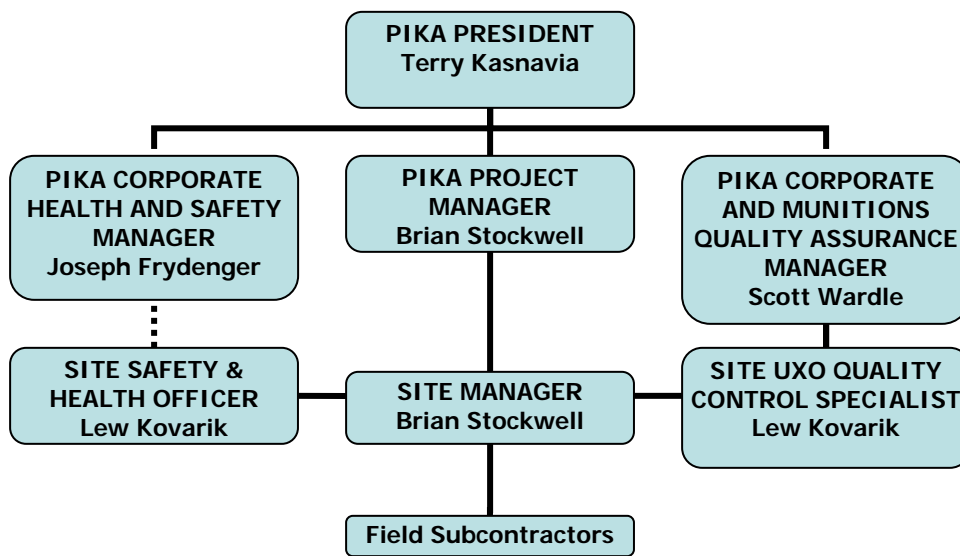 PIKA PRESIDENT
Terry Kasnavia
PIKA CORPORATE
HEALTH AND SAFETY
MANAGER
Joseph Frydenger
PIKA PROJECT
MANAGER
Brian Stockwell
PIKA CORPORATE
AND MUNITIONS
QUALITY ASSURANCE
MANAGER
Scott Wardle
SITE SAFETY &
HEALTH OFFICER
Lew Kovarik
SITE MANAGER
Brian Stockwell
SITE UXO QUALITY
CONTROL SPECIALIST
Lew Kovarik
Field Subcontractors